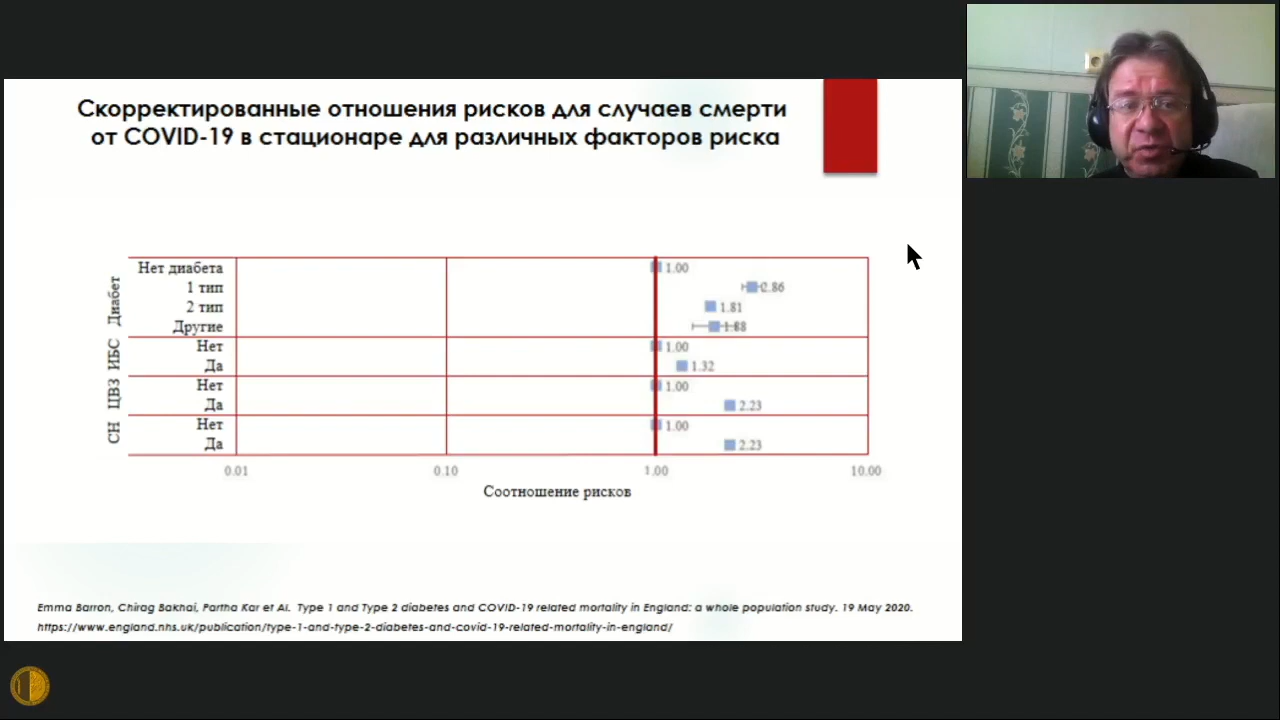 Скорректированные отношения рисков для случаев смерти
от COVID-19 в стационаре для различных факторов риска
Диабет
Нет диабета 1.00
1 тип 2.86
2 тип 1.81
Другие 1.88
ИБС
Нет 1.00
Да 1.32
ЦВЗ
Нет 1.00
Да 2.23
СН
Нет 1.00
Да 2.23
0.01 0.10 1.00 10.00
Соотношение рисков
Emma Barron, Chirag Bakhai, Partha Kar et Al. Type 1 and Type 2 diabetes and COVID-19 related mortality in England: a whole population study. 19 May 2020.
https://www.england.nhs.uk/publication/type-1-and-type-2-diabetes-and-covid-19-related-mortality-in-england/